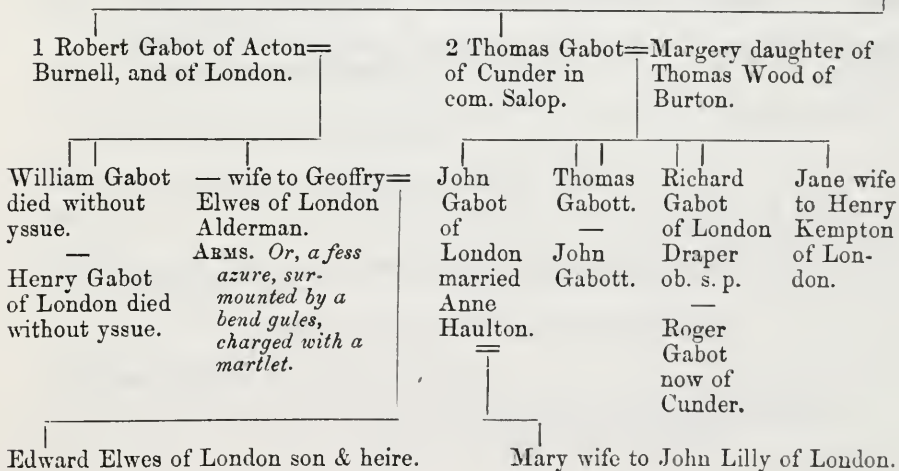 1 Robert Gabot of Acton=
Burnell, and of London.
2 Thomas Gabot=Margery daughter of
of Cunder in
com. Salop.
Thomas Wood of
Burton.
William Gabot
died without
yssue.
—
Henry Gabot
of London died
without yssue.
— wife to Geoffry=
Elwes of London
Alderman.
ARMS. Or, a fess
azure, sur-
mounted by a
bend gules,
charged with a
martlet.
John
Gabot
of
London
married
Anne
Haulton.
=
Thomas
Gabott.
—
John
Gabott.
Richard
Gabot
of London
Draper
ob. s. p.
—
Roger
Gabot
now of
Cunder.
Jane wife
to Henry
Kempton
of Lon-
don.
Edward Elwes of London son & heire.
Mary wife to John Lilly of London.